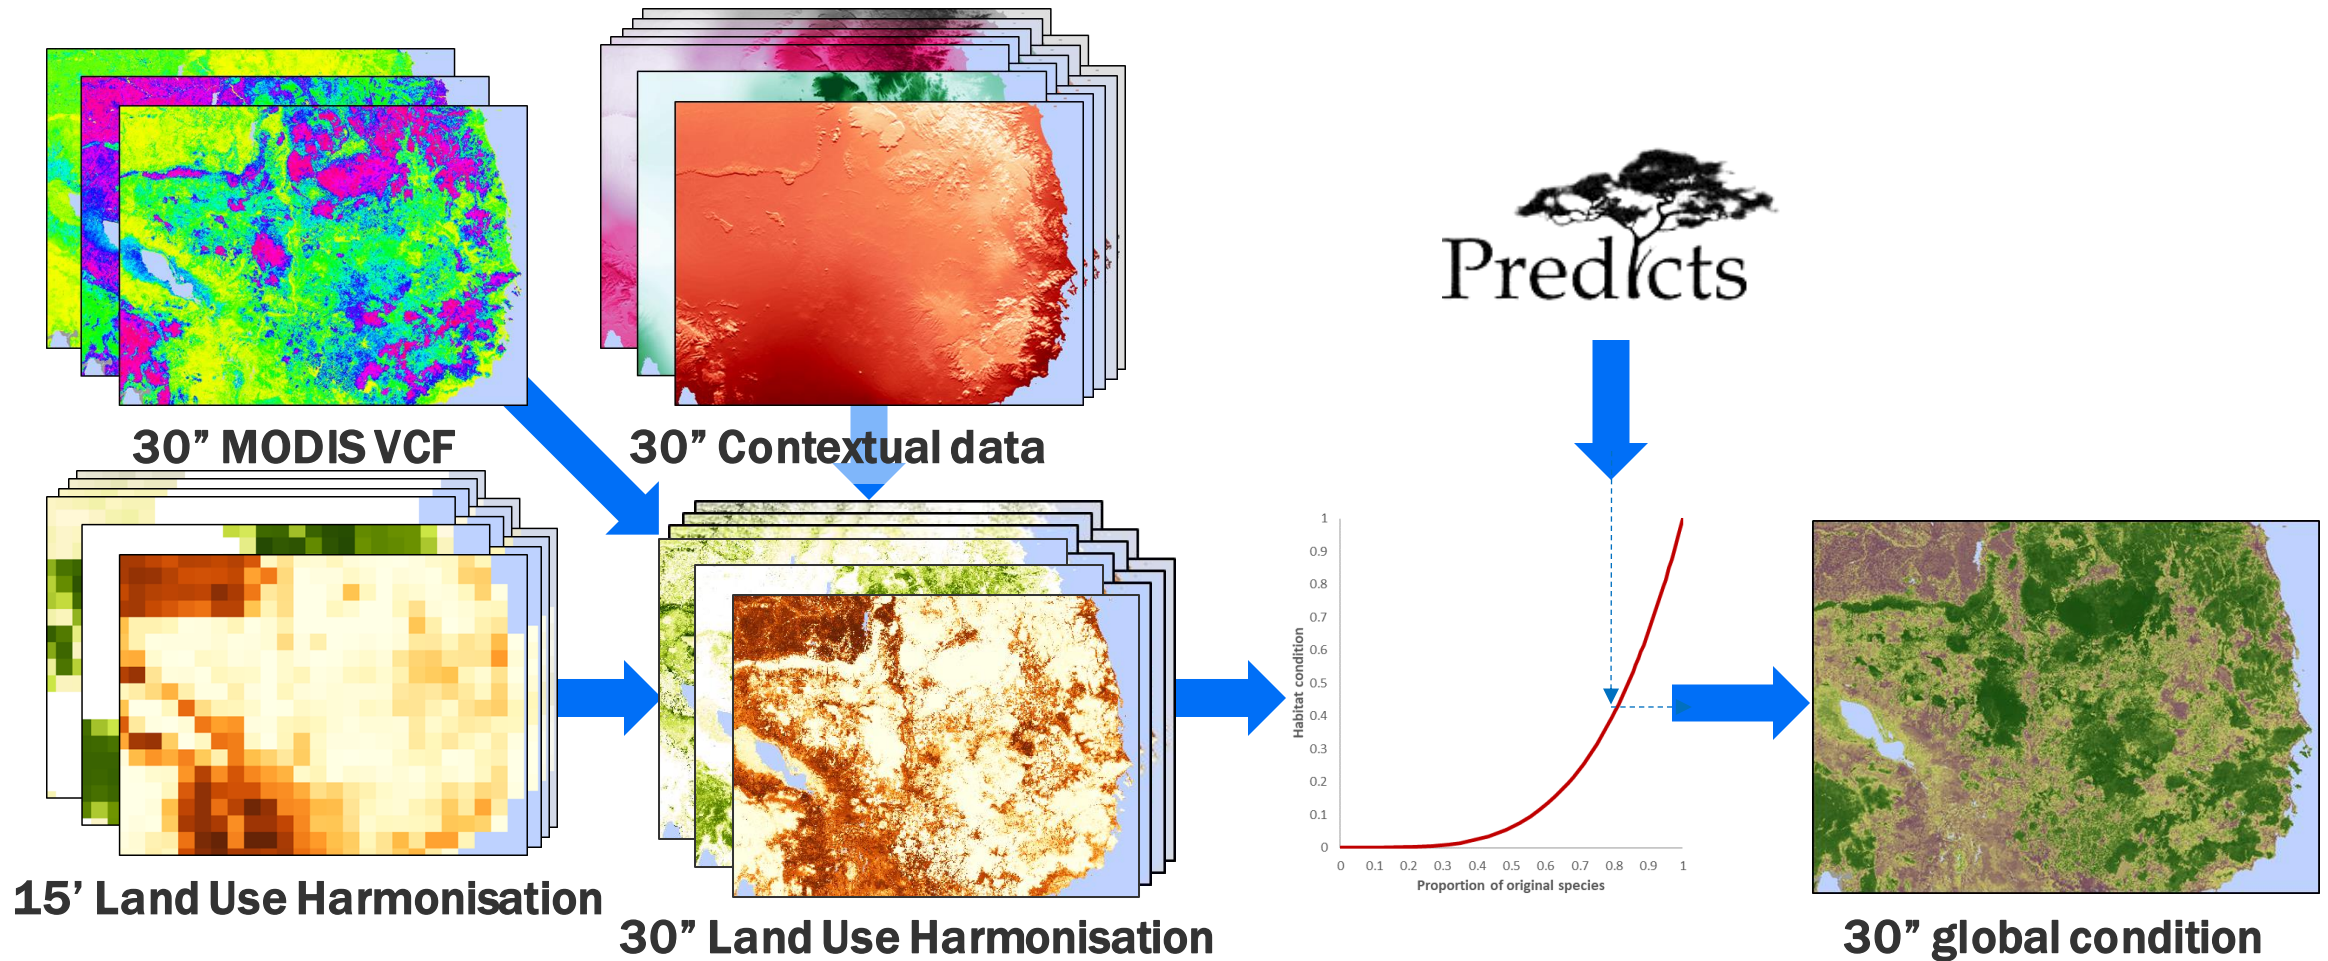 Predicts
30” MODIS VCF
30” Contextual data
15’ Land Use Harmonisation
30” Land Use Harmonisation
Habitat condition
1
0.9
0.8
0.7
0.6
0.5
0.4
0.3
0.2
0.1
0
0 0.1 0.2 0.3 0.4 0.5 0.6 0.7 0.8 0.9 1
Proportion of original species
30” global condition